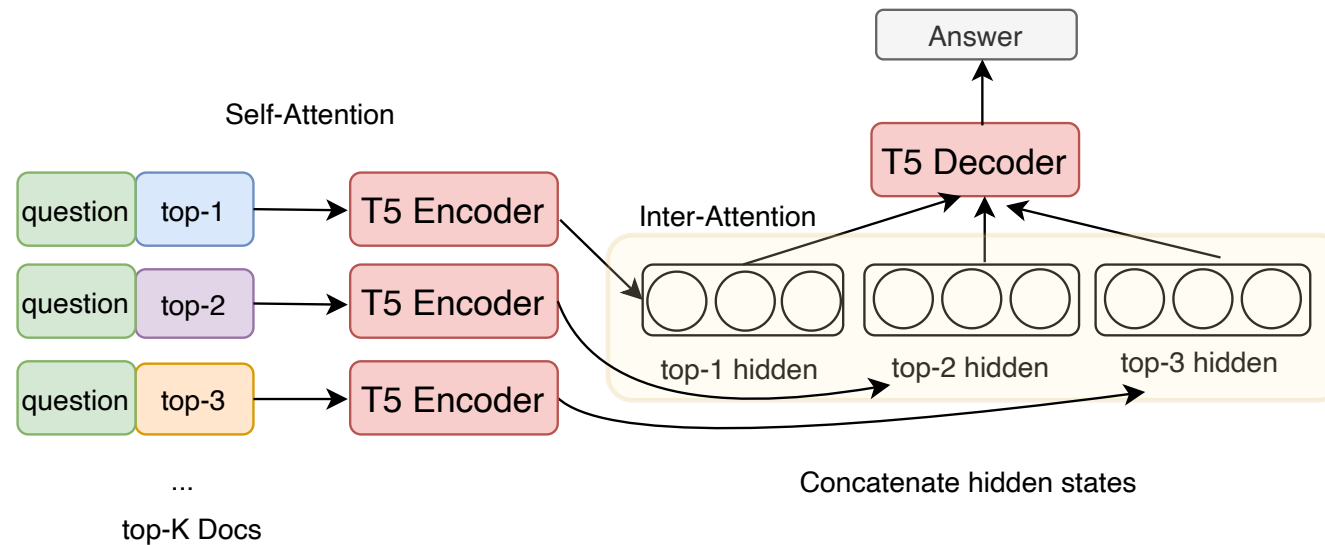 Answer
Self-Attention
T5 Decoder
question top-1 T5 Encoder
Inter-Attention
question top-2 T5 Encoder
top-1 hidden top-2 hidden top-3 hidden
question top-3 T5 Encoder
...
Concatenate hidden states
top-K Docs